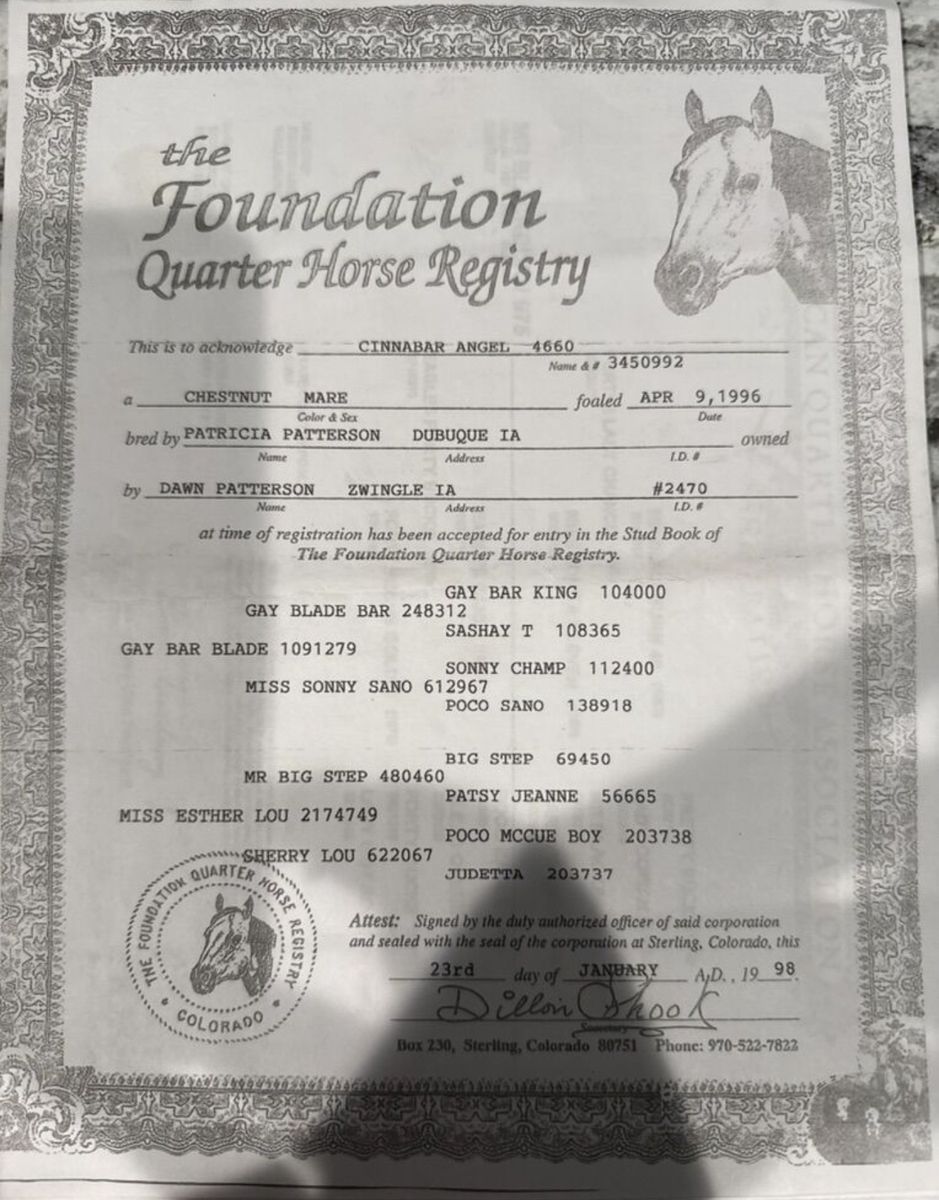 the
Foundation
Quarter Horse Registry
This is to acknowledge CINNABAR ANGEL 4660
Name & # 3450992
a CHESTNUT MARE foaled APR 9,1996
Color & Sex Date
bred by PATRICIA PATTERSON DUBUQUE IA owned
Name Address I.D. #
by DAWN PATTERSON ZWINGLE IA #2470
Name Address I.D. #
at time of registration has been accepted for entry in the Stud Book of
The Foundation Quarter Horse Registry.
GAY BAR KING 104000
GAY BLADE BAR 248312
SASHAY T 108365
GAY BAR BLADE 1091279
SONNY CHAMP 112400
MISS SONNY SANO 612967
POCO SANO 138918
BIG STEP 69450
MR BIG STEP 480460
PATSY JEANNE 56665
MISS ESTHER LOU 2174749
POCO MCCUE BOY 203738
SHERRY LOU 622067
JUDETTA 203737
THE FOUNDATION QUARTER HORSE REGISTRY
COLORADO
Attest: Signed by the duly authorized officer of said corporation
and sealed with the seal of the corporation at Sterling, Colorado, this
23rd day of JANUARY A.D., 19 98.
Dillon Shook
Secretary
Box 230, Sterling, Colorado 80751 Phone: 970-522-7822